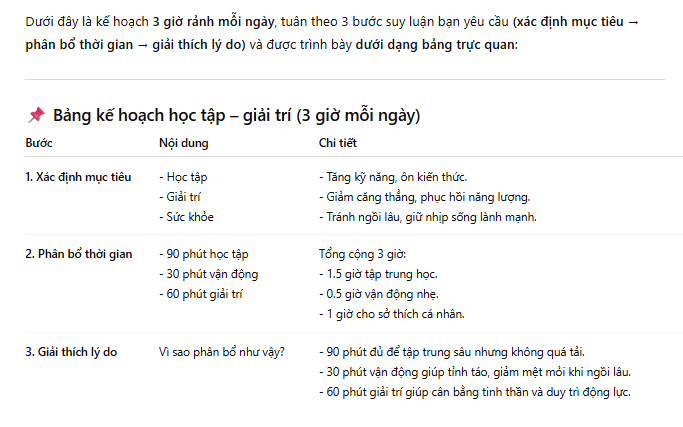 Dưới đây là kế hoạch 3 giờ rảnh mỗi ngày, tuân theo 3 bước suy luận bạn yêu cầu (xác định mục tiêu →
phân bổ thời gian → giải thích lý do) và được trình bày dưới dạng bảng trực quan:
📌 Bảng kế hoạch học tập – giải trí (3 giờ mỗi ngày)
Bước Nội dung Chi tiết
1. Xác định mục tiêu - Học tập - Tăng kỹ năng, ôn kiến thức.
- Giải trí - Giảm căng thẳng, phục hồi năng lượng.
- Sức khỏe - Tránh ngồi lâu, giữ nhịp sống lành mạnh.
2. Phân bổ thời gian - 90 phút học tập Tổng cộng 3 giờ:
- 30 phút vận động - 1.5 giờ tập trung học.
- 60 phút giải trí - 0.5 giờ vận động nhẹ.
- 1 giờ cho sở thích cá nhân.
3. Giải thích lý do Vì sao phân bổ như vậy? - 90 phút đủ để tập trung sâu nhưng không quá tải.
- 30 phút vận động giúp tỉnh táo, giảm mệt mỏi khi ngồi lâu.
- 60 phút giải trí giúp cân bằng tinh thần và duy trì động lực.